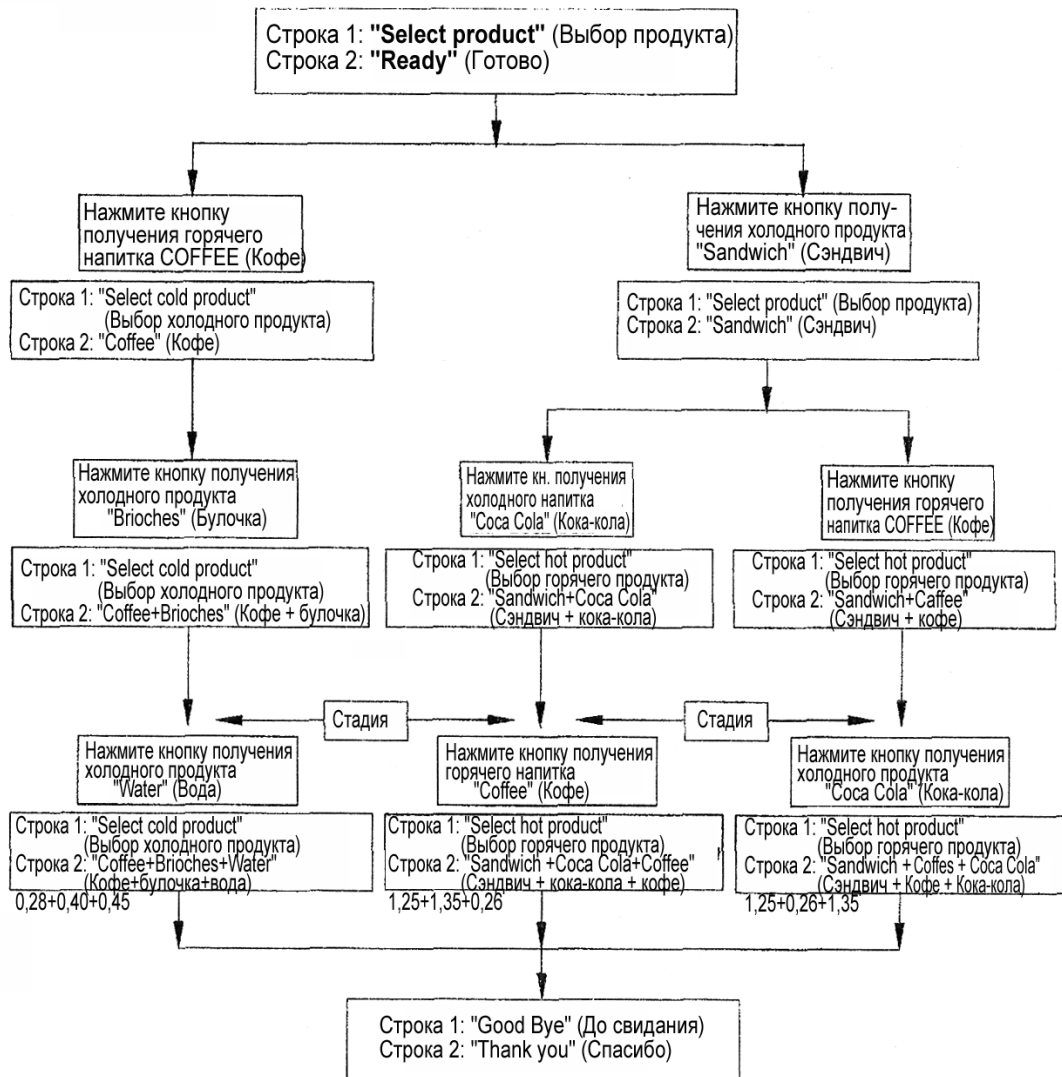 Строка 1: "Select product" (Выбор продукта)
Строка 2: "Ready" (Готово)
Нажмите кнопку
получения горячего
напитка COFFEE (Кофе)
Нажмите кнопку полу-
чения холодного продукта
"Sandwich" (Сэндвич)
Строка 1: "Select cold product"
(Выбор холодного продукта)
Строка 2: "Coffee" (Кофе)
Строка 1: "Select product" (Выбор продукта)
Строка 2: "Sandwich" (Сэндвич)
Нажмите кнопку получения
холодного продукта
"Brioches" (Булочка)
Нажмите кн. получения
холодного напитка
"Coca Cola" (Кока-кола)
Нажмите кнопку
получения горячего
напитка COFFEE (Кофе)
Строка 1: "Select cold product"
(Выбор холодного продукта)
Строка 2: "Coffee+Brioches" (Кофе + булочка)
Строка 1: "Select hot product"
(Выбор горячего продукта)
Строка 2: "Sandwich+Coca Cola"
(Сэндвич + кока-кола)
Строка 1: "Select hot product"
(Выбор горячего продукта)
Строка 2: "Sandwich+Caffee"
(Сэндвич + кофе)
Стадия
Стадия
Нажмите кнопку получения
холодного продукта
"Water" (Вода)
Нажмите кнопку получения
горячего напитка
"Coffee" (Кофе)
Нажмите кнопку получения
холодного продукта
"Coca Cola" (Кока-кола)
Строка 1: "Select cold product"
(Выбор холодного продукта)
Строка 2: "Coffee+Brioches+Water"
(Кофе+булочка+вода)
0,28+0,40+0,45
Строка 1: "Select hot product"
(Выбор горячего продукта)
Строка 2: "Sandwich +Coca Cola+Coffee"
(Сэндвич + кока-кола + кофе)
1,25+1,35+0,26
Строка 1: "Select hot product"
(Выбор горячего продукта)
Строка 2: "Sandwich + Coffes + Coca Cola"
(Сэндвич + Кофе + Кока-кола)
1,25+0,26+1,35
Строка 1: "Good Bye" (До свидания)
Строка 2: "Thank you" (Спасибо)